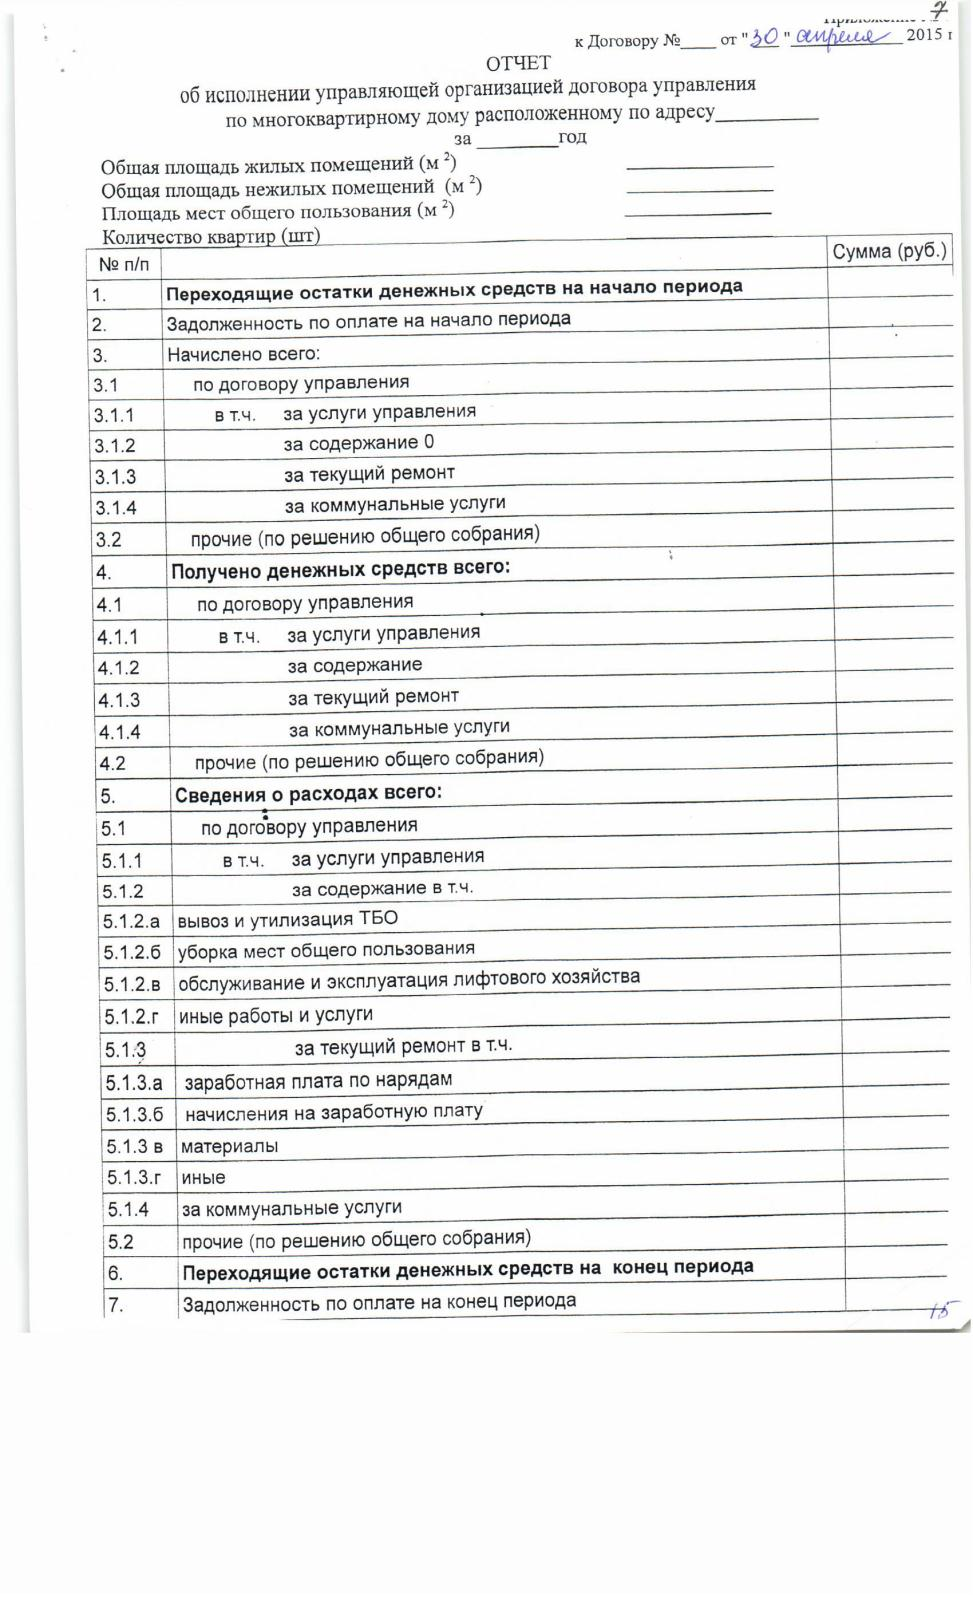 Приложение № 7
к Договору №____ от "30" апреля 2015 г
ОТЧЕТ
об исполнении управляющей организацией договора управления
по многоквартирному дому расположенному по адресу___________
за _________год
Общая площадь жилых помещений (м ²) ________________
Общая площадь нежилых помещений (м ²) ________________
Площадь мест общего пользования (м ²) ________________
Количество квартир (шт) ________________
№ п/п Сумма (руб.)
1. Переходящие остатки денежных средств на начало периода
2. Задолженность по оплате на начало периода
3. Начислено всего:
3.1 по договору управления
3.1.1 в т.ч. за услуги управления
3.1.2 за содержание 0
3.1.3 за текущий ремонт
3.1.4 за коммунальные услуги
3.2 прочие (по решению общего собрания)
4. Получено денежных средств всего:
4.1 по договору управления
4.1.1 в т.ч. за услуги управления
4.1.2 за содержание
4.1.3 за текущий ремонт
4.1.4 за коммунальные услуги
4.2 прочие (по решению общего собрания)
5. Сведения о расходах всего:
5.1 по договору управления
5.1.1 в т.ч. за услуги управления
5.1.2 за содержание в т.ч.
5.1.2.а вывоз и утилизация ТБО
5.1.2.б уборка мест общего пользования
5.1.2.в обслуживание и эксплуатация лифтового хозяйства
5.1.2.г иные работы и услуги
5.1.3 за текущий ремонт в т.ч.
5.1.3.а заработная плата по нарядам
5.1.3.б начисления на заработную плату
5.1.3 в материалы
5.1.3.г иные
5.1.4 за коммунальные услуги
5.2 прочие (по решению общего собрания)
6. Переходящие остатки денежных средств на конец периода
7. Задолженность по оплате на конец периода
15